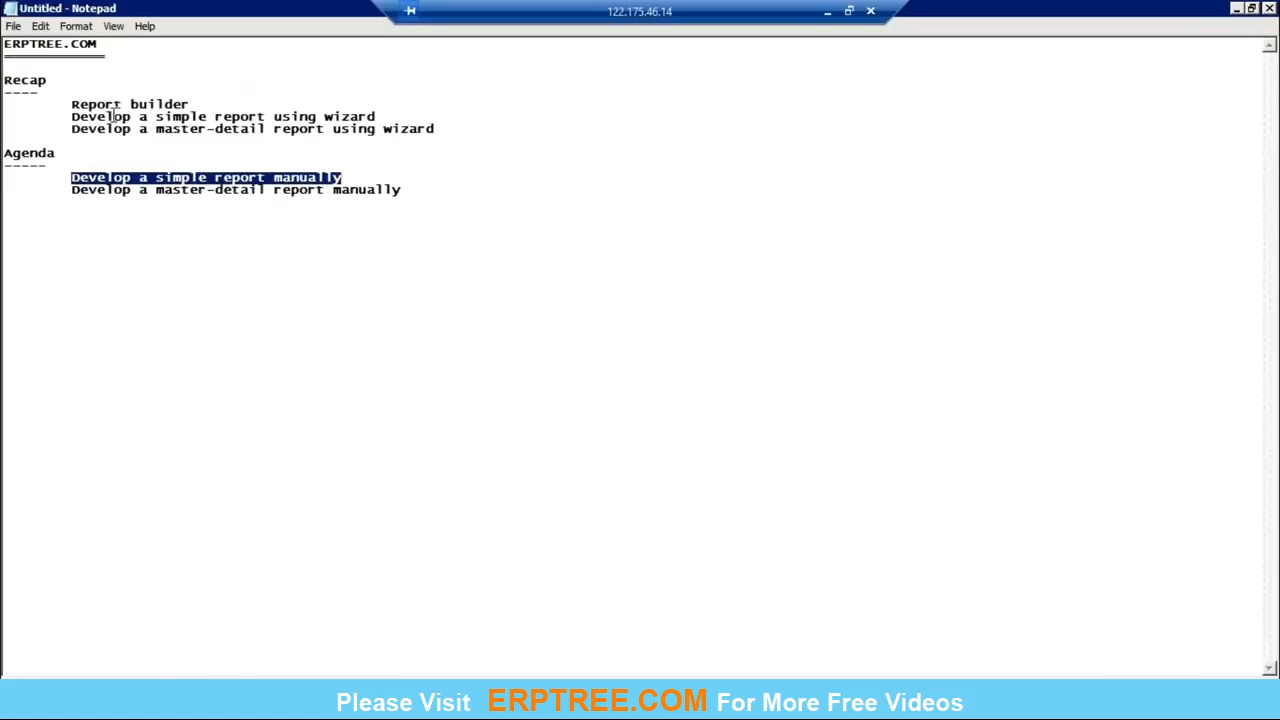 Untitled - Notepad
122.175.46.14
File Edit Format View Help
ERPTREE.COM
============
Recap
----
Report builder
Develop a simple report using wizard
Develop a master-detail report using wizard
Agenda
-----
Develop a simple report manually
Develop a master-detail report manually
Please Visit ERPTREE.COM For More Free Videos